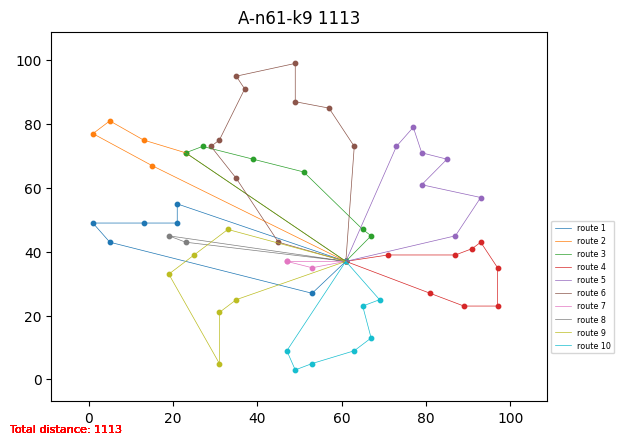 A-n61-k9 1113
100
80
60
40
20
0
0 20 40 60 80 100
route 1
route 2
route 3
route 4
route 5
route 6
route 7
route 8
route 9
route 10
Total distance: 1113